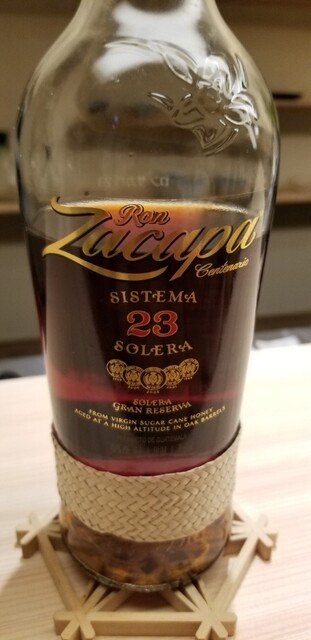 Ron
Zacapa
Centenario
SISTEMA
23
SOLERA
SOLERA
GRAN RESERVA
FROM VIRGIN SUGAR CANE HONEY
AGED AT A HIGH ALTITUDE IN OAK BARRELS